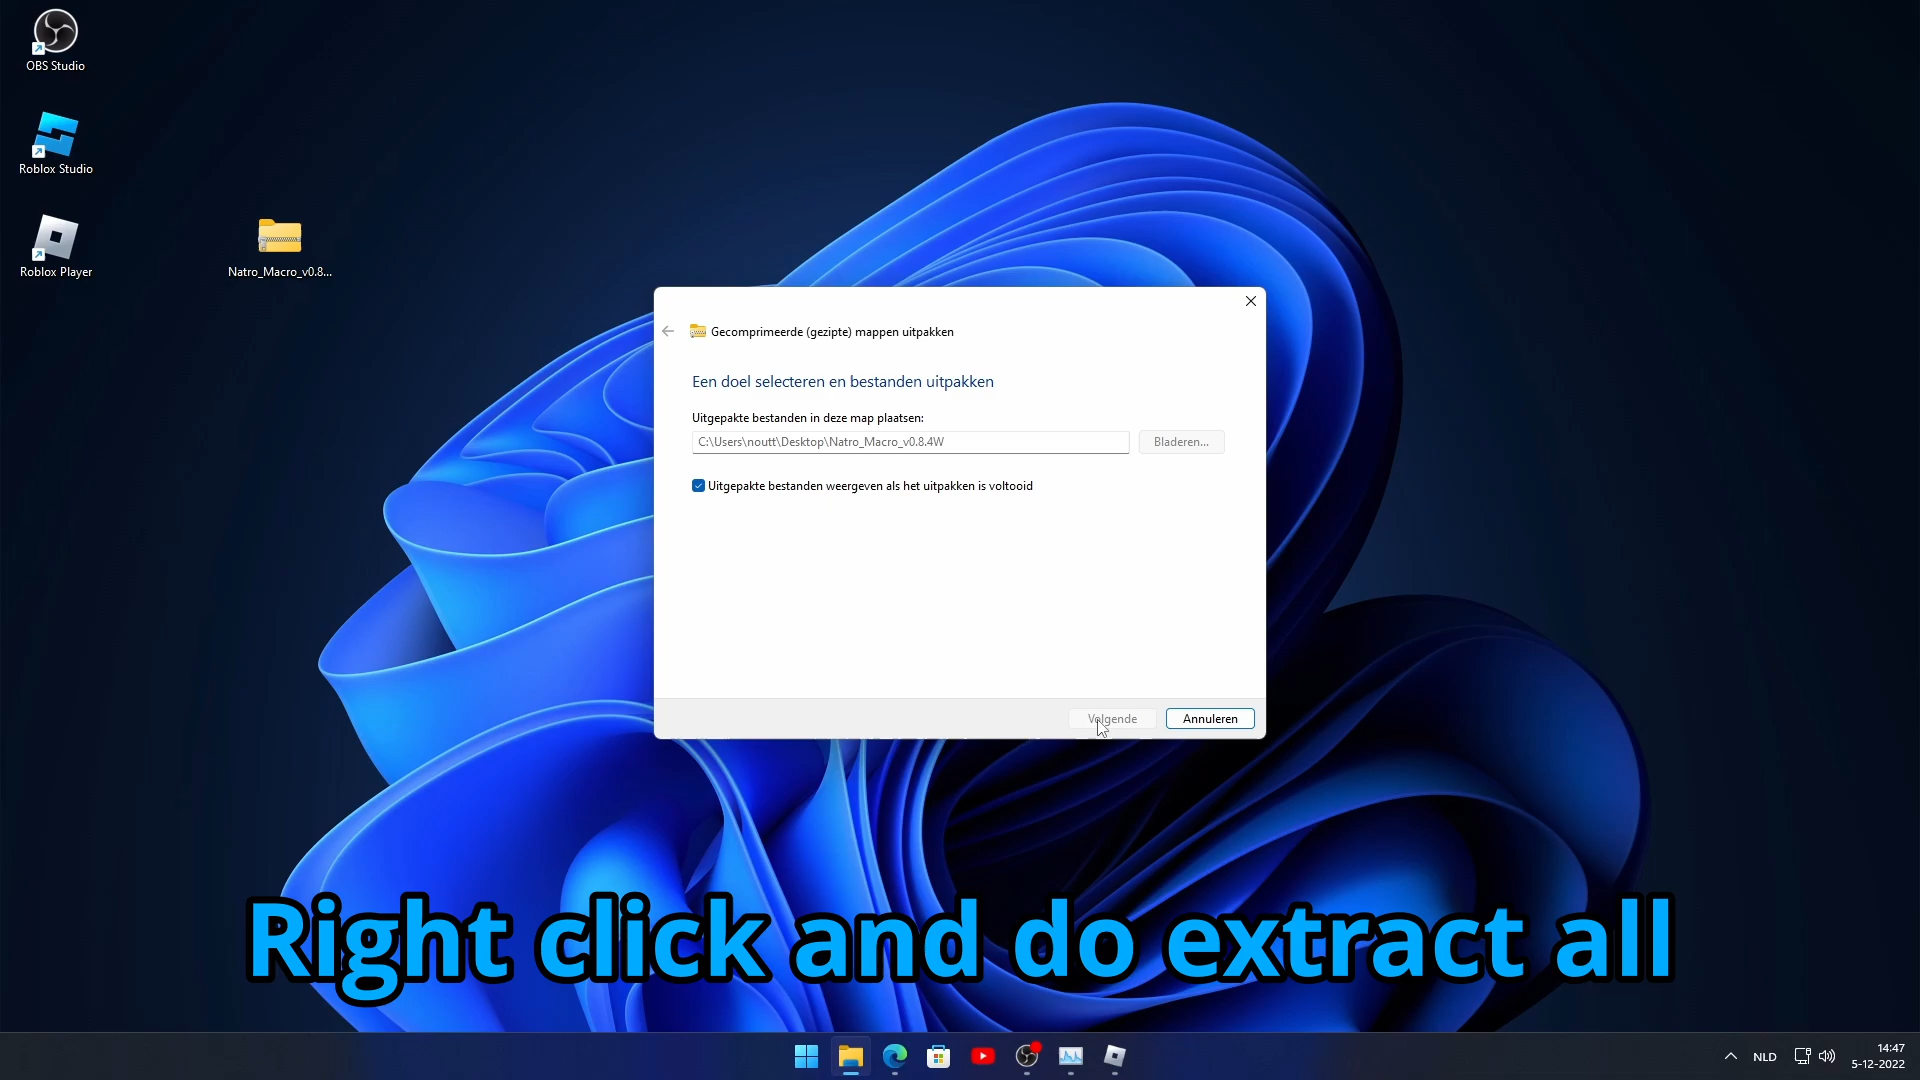 OBS Studio
Roblox Studio
Roblox Player
Natro_Macro_v0.8...
Gecomprimeerde (gezipte) mappen uitpakken
Een doel selecteren en bestanden uitpakken
Uitgepakte bestanden in deze map plaatsen:
C:\Users\noutt\Desktop\Natro_Macro_v0.8.4W
Bladeren...
Uitgepakte bestanden weergeven als het uitpakken is voltooid
Volgende
Annuleren
Right click and do extract all
NLD
14:47
5-12-2022